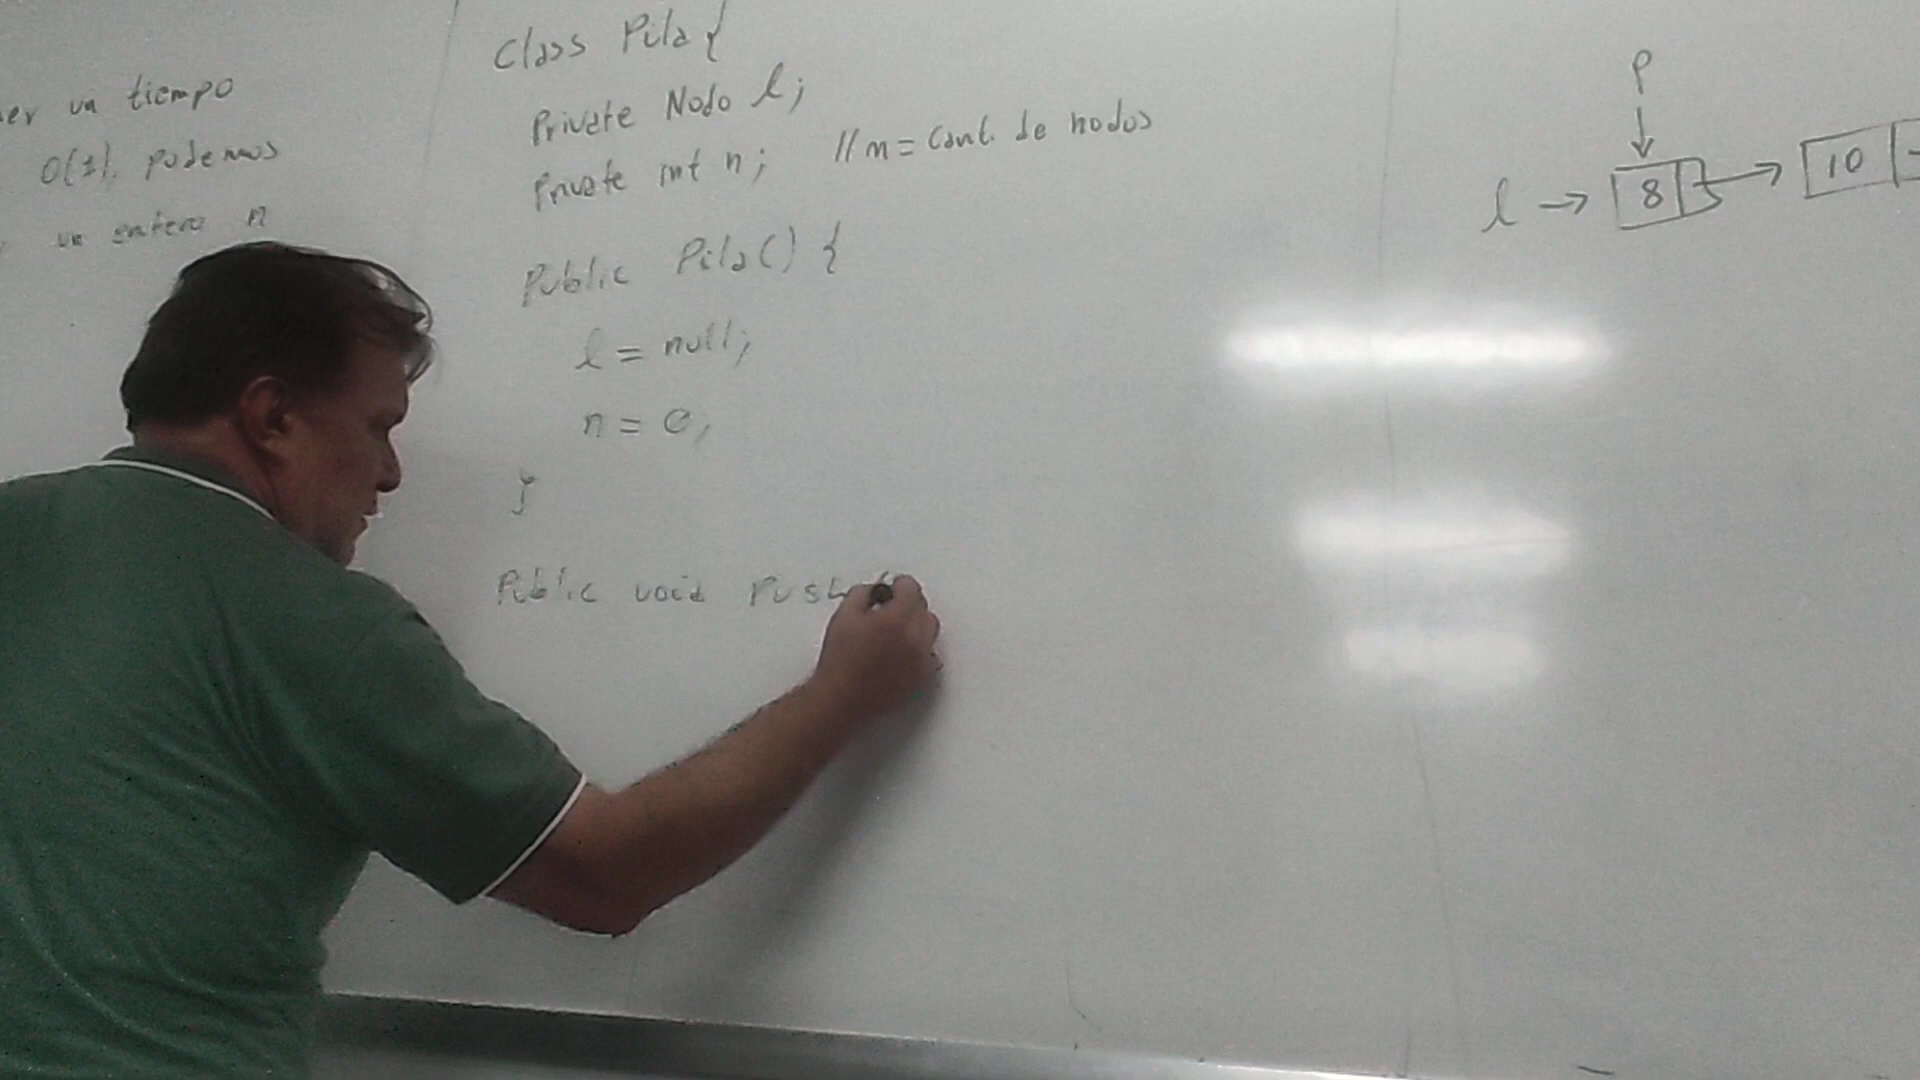 un tiempo
O(1). podemos
un entero n
Class Pila {
Private Nodo l;
Private int n; // n = Cant. de nodos
Public Pila() {
l = null;
n = 0;
}
Public void Push (
P
l → 8 → 10